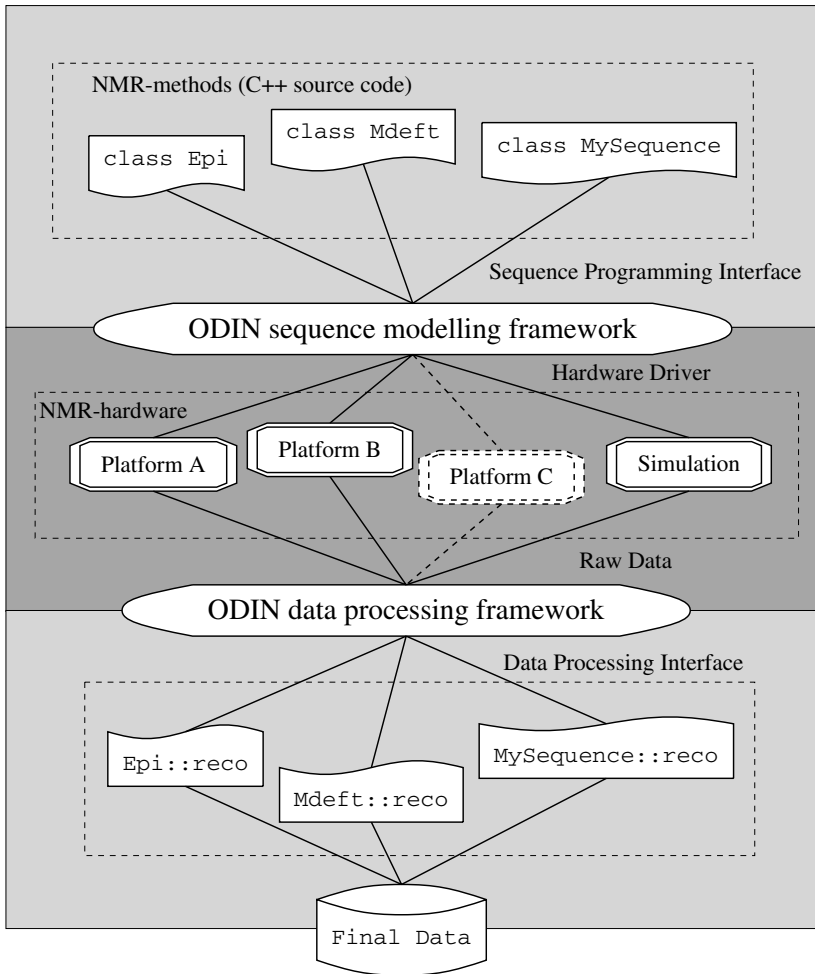 NMR-methods (C++ source code)
class Epi
class Mdeft
class MySequence
Sequence Programming Interface
ODIN sequence modelling framework
Hardware Driver
NMR-hardware
Platform A
Platform B
Platform C
Simulation
Raw Data
ODIN data processing framework
Data Processing Interface
Epi::reco
Mdeft::reco
MySequence::reco
Final Data